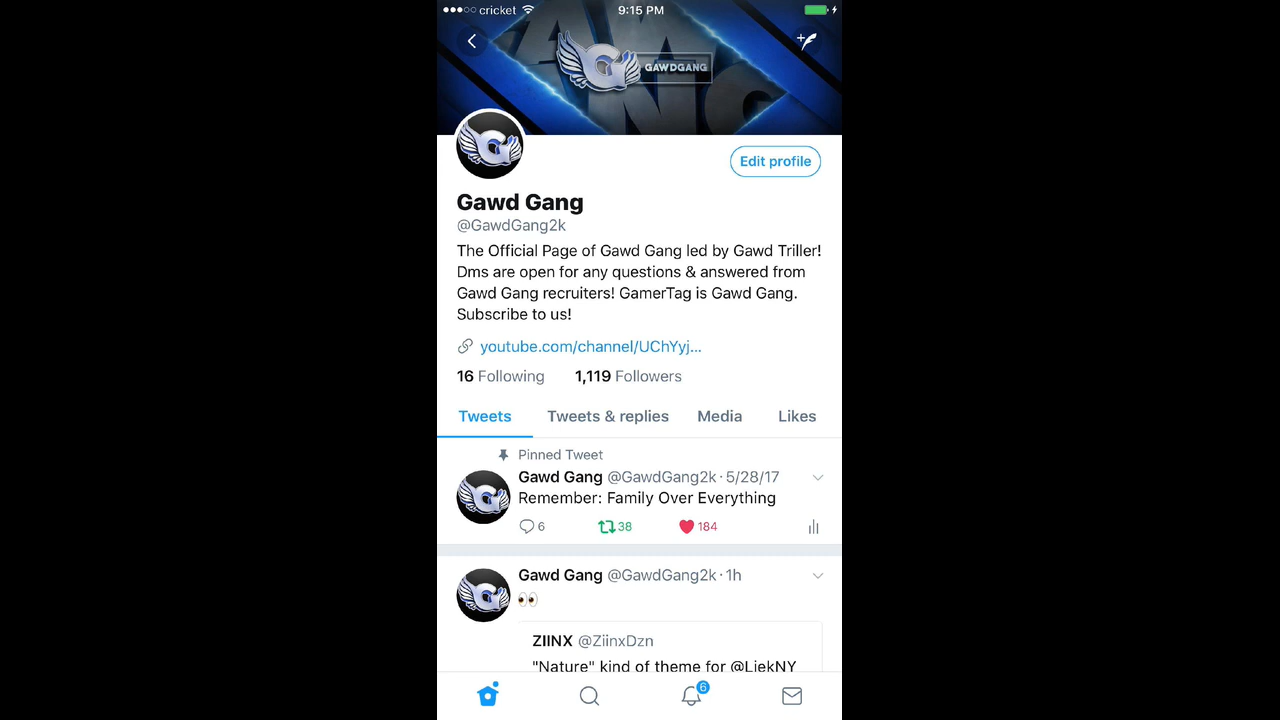 cricket 9:15 PM
GAWDGANG
Edit profile
Gawd Gang
@GawdGang2k
The Official Page of Gawd Gang led by Gawd Triller!
Dms are open for any questions & answered from
Gawd Gang recruiters! GamerTag is Gawd Gang.
Subscribe to us!
youtube.com/channel/UChYyj...
16 Following 1,119 Followers
Tweets Tweets & replies Media Likes
Pinned Tweet
Gawd Gang @GawdGang2k · 5/28/17
Remember: Family Over Everything
6 38 184
Gawd Gang @GawdGang2k · 1h
👀
ZIINX @ZiinxDzn
"Nature" kind of theme for @LiekNY
6